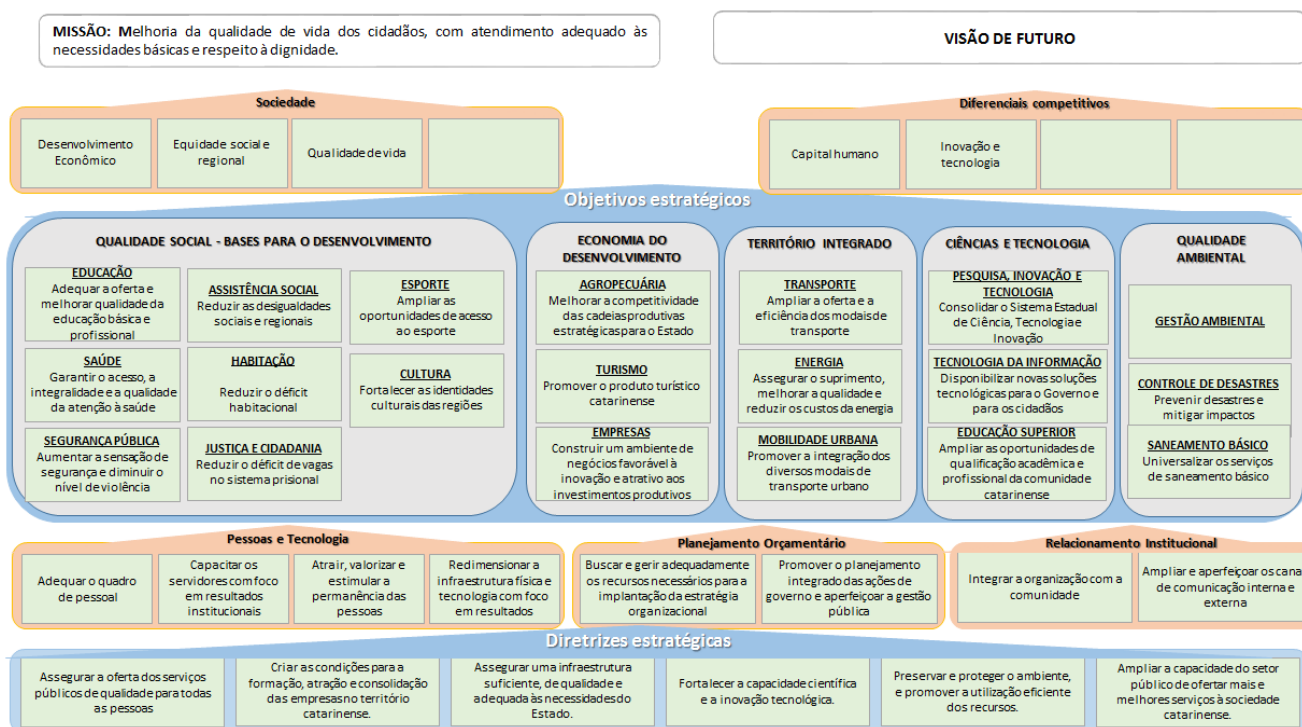 MISSÃO: Melhoria da qualidade de vida dos cidadãos, com atendimento adequado às
necessidades básicas e respeito à dignidade.
VISÃO DE FUTURO
Sociedade
Desenvolvimento
Econômico
Equidade social e
regional
Qualidade de vida
Diferenciais competitivos
Capital humano
Inovação e
tecnologia
Objetivos estratégicos
QUALIDADE SOCIAL - BASES PARA O DESENVOLVIMENTO
EDUCAÇÃO
Adequar a oferta e
melhorar qualidade da
educação básica e
profissional
ASSISTÊNCIA SOCIAL
Reduzir as desigualdades
sociais e regionais
ESPORTE
Ampliar as
oportunidades de acesso
ao esporte
SAÚDE
Garantir o acesso, a
integralidade e a qualidade
da atenção à saúde
HABITAÇÃO
Reduzir o déficit
habitacional
CULTURA
Fortalecer as identidades
culturais das regiões
SEGURANÇA PÚBLICA
Aumentar a sensação de
segurança e diminuir o
nível de violência
JUSTIÇA E CIDADANIA
Reduzir o déficit de vagas
no sistema prisional
ECONOMIA DO
DESENVOLVIMENTO
AGROPECUÁRIA
Melhorar a competitividade
das cadeias produtivas
estratégicas para o Estado
TURISMO
Promover o produto turístico
catarinense
EMPRESAS
Construir um ambiente de
negócios favorável à
inovação e atrativo aos
investimentos produtivos
TERRITÓRIO INTEGRADO
TRANSPORTE
Ampliar a oferta e a
eficiência dos modais de
transporte
ENERGIA
Assegurar o suprimento,
melhorar a qualidade e
reduzir os custos da energia
MOBILIDADE URBANA
Promover a integração dos
diversos modais de
transporte urbano
CIÊNCIAS E TECNOLOGIA
PESQUISA, INOVAÇÃO E
TECNOLOGIA
Consolidar o Sistema Estadual
de Ciência, Tecnologia e
Inovação
TECNOLOGIA DA INFORMAÇÃO
Disponibilizar novas soluções
tecnológicas para o Governo e
para os cidadãos
EDUCAÇÃO SUPERIOR
Ampliar as oportunidades de
qualificação acadêmica e
profissional da comunidade
catarinense
QUALIDADE
AMBIENTAL
GESTÃO AMBIENTAL
CONTROLE DE DESASTRES
Prevenir desastres e
mitigar impactos
SANEAMENTO BÁSICO
Universalizar os serviços
de saneamento básico
Pessoas e Tecnologia
Adequar o quadro
de pessoal
Capacitar os
servidores com foco
em resultados
institucionais
Atrair, valorizar e
estimular a
permanência das
pessoas
Redimensionar a
infraestrutura física e
tecnologia com foco
em resultados
Planejamento Orçamentário
Buscar e gerir adequadamente
os recursos necessários para a
implantação da estratégia
organizacional
Promover o planejamento
integrado das ações de
governo e aperfeiçoar a gestão
pública
Relacionamento Institucional
Integrar a organização com a
comunidade
Ampliar e aperfeiçoar os cana
de comunicação interna e
externa
Diretrizes estratégicas
Assegurar a oferta dos serviços
públicos de qualidade para todas
as pessoas
Criar as condições para a
formação, atração e consolidação
das empresas no território
catarinense.
Assegurar uma infraestrutura
suficiente, de qualidade e
adequada às necessidades do
Estado.
Fortalecer a capacidade científica
e a inovação tecnológica.
Preservar e proteger o ambiente,
e promover a utilização eficiente
dos recursos.
Ampliar a capacidade do setor
público de ofertar mais e
melhores serviços à sociedade
catarinense.